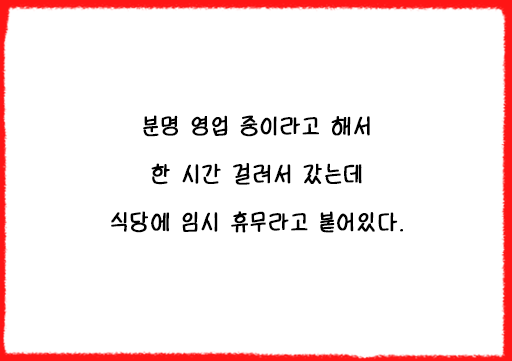 분명 영업 중이라고 해서
한 시간 걸려서 갔는데
식당에 임시 휴무라고 붙어있다.